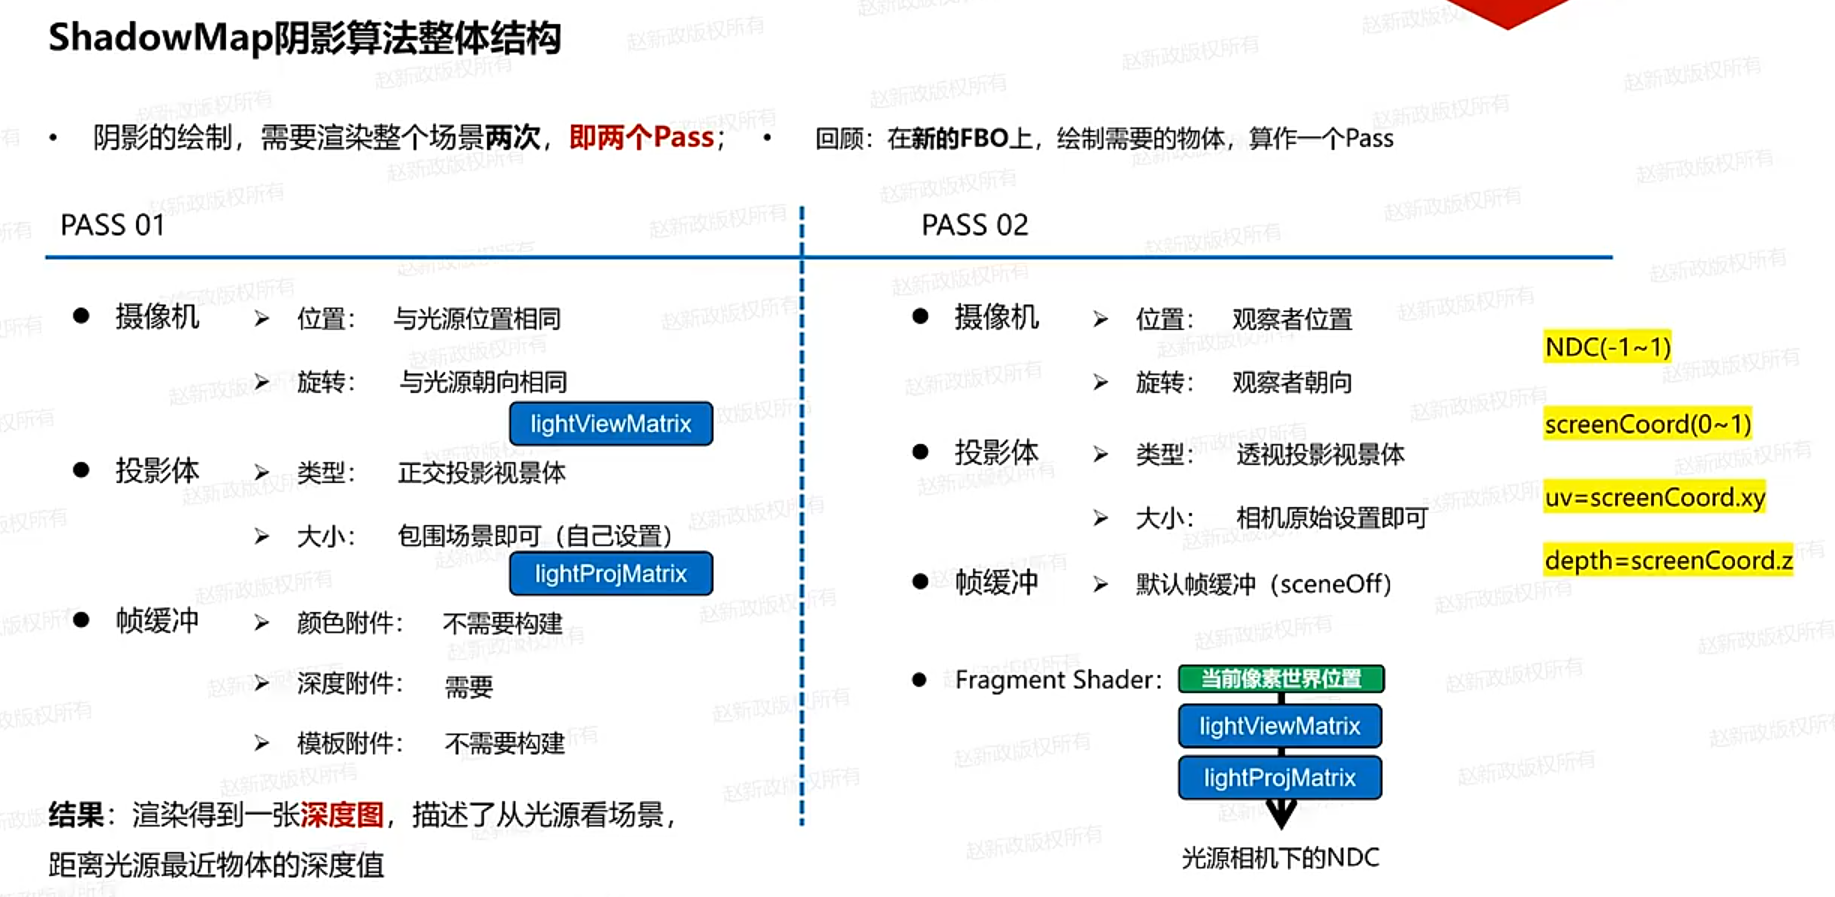 ShadowMap阴影算法整体结构
• 阴影的绘制，需要渲染整个场景两次，即两个Pass；
• 回顾：在新的FBO上，绘制需要的物体，算作一个Pass
PASS 01
● 摄像机
➢ 位置： 与光源位置相同
➢ 旋转： 与光源朝向相同
lightViewMatrix
● 投影体
➢ 类型： 正交投影视景体
➢ 大小： 包围场景即可（自己设置）
lightProjMatrix
● 帧缓冲
➢ 颜色附件： 不需要构建
➢ 深度附件： 需要
➢ 模板附件： 不需要构建
结果：渲染得到一张深度图，描述了从光源看场景，
距离光源最近物体的深度值
PASS 02
● 摄像机
➢ 位置： 观察者位置
➢ 旋转： 观察者朝向
● 投影体
➢ 类型： 透视投影视景体
➢ 大小： 相机原始设置即可
● 帧缓冲
➢ 默认帧缓冲（sceneOff）
● Fragment Shader：
当前像素世界位置
lightViewMatrix
lightProjMatrix
光源相机下的NDC
NDC(-1~1)
screenCoord(0~1)
uv=screenCoord.xy
depth=screenCoord.z
赵新政版权所有